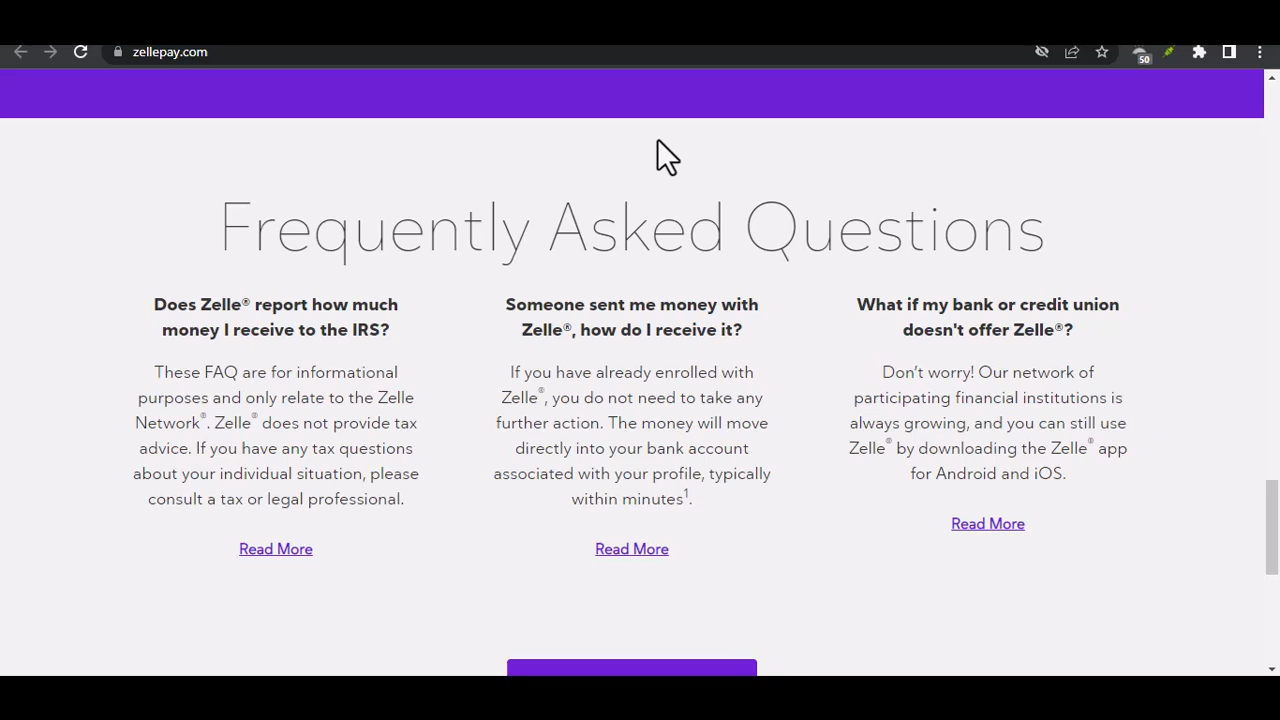 zellepay.com
50
Frequently Asked Questions
Does Zelle® report how much
money I receive to the IRS?
These FAQ are for informational
purposes and only relate to the Zelle
Network®. Zelle® does not provide tax
advice. If you have any tax questions
about your individual situation, please
consult a tax or legal professional.
Read More
Someone sent me money with
Zelle®, how do I receive it?
If you have already enrolled with
Zelle®, you do not need to take any
further action. The money will move
directly into your bank account
associated with your profile, typically
within minutes¹.
Read More
What if my bank or credit union
doesn't offer Zelle®?
Don’t worry! Our network of
participating financial institutions is
always growing, and you can still use
Zelle® by downloading the Zelle® app
for Android and iOS.
Read More